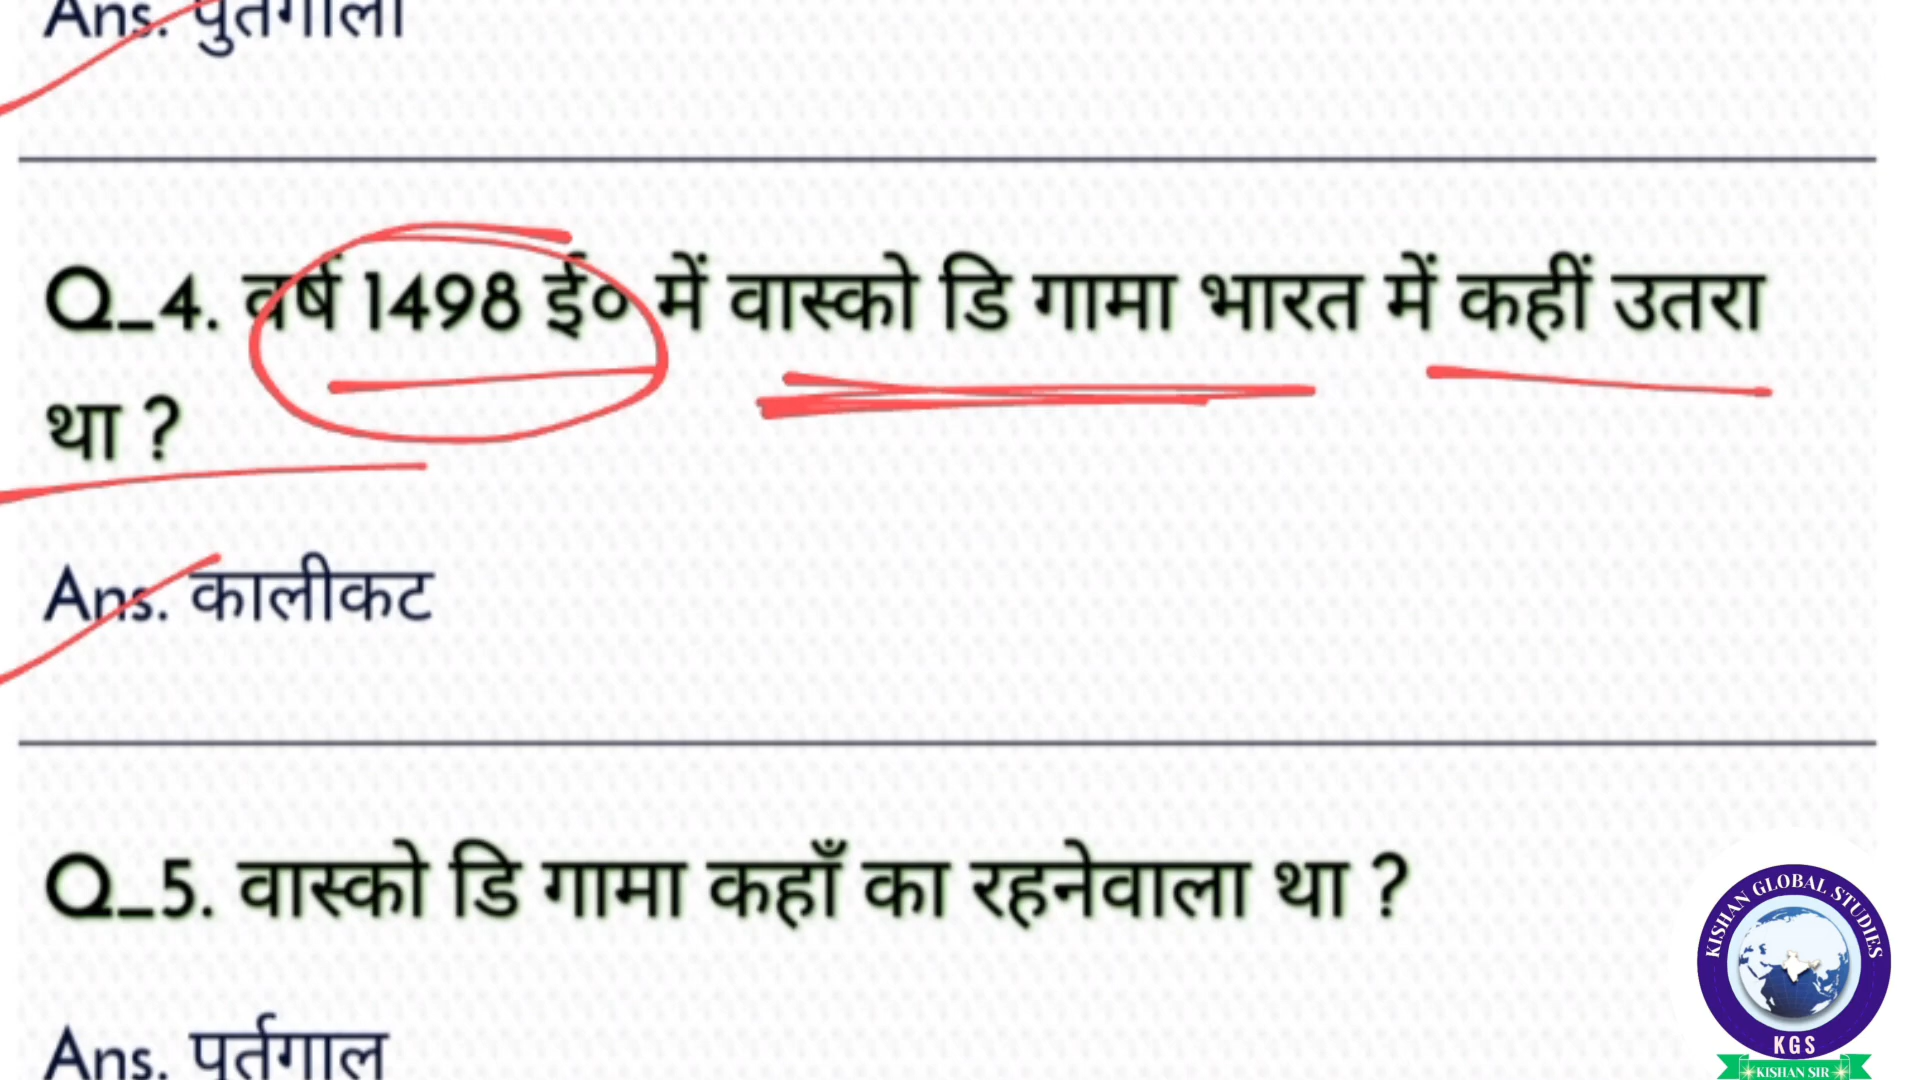 Ans. पुर्तगाली
Q_4. वर्ष 1498 ई० में वास्को डि गामा भारत में कहीं उतरा
था ?
Ans. कालीकट
Q_5. वास्को डि गामा कहाँ का रहनेवाला था ?
Ans. पुर्तगाल
KISHAN GLOBAL STUDIES
KGS
KISHAN SIR